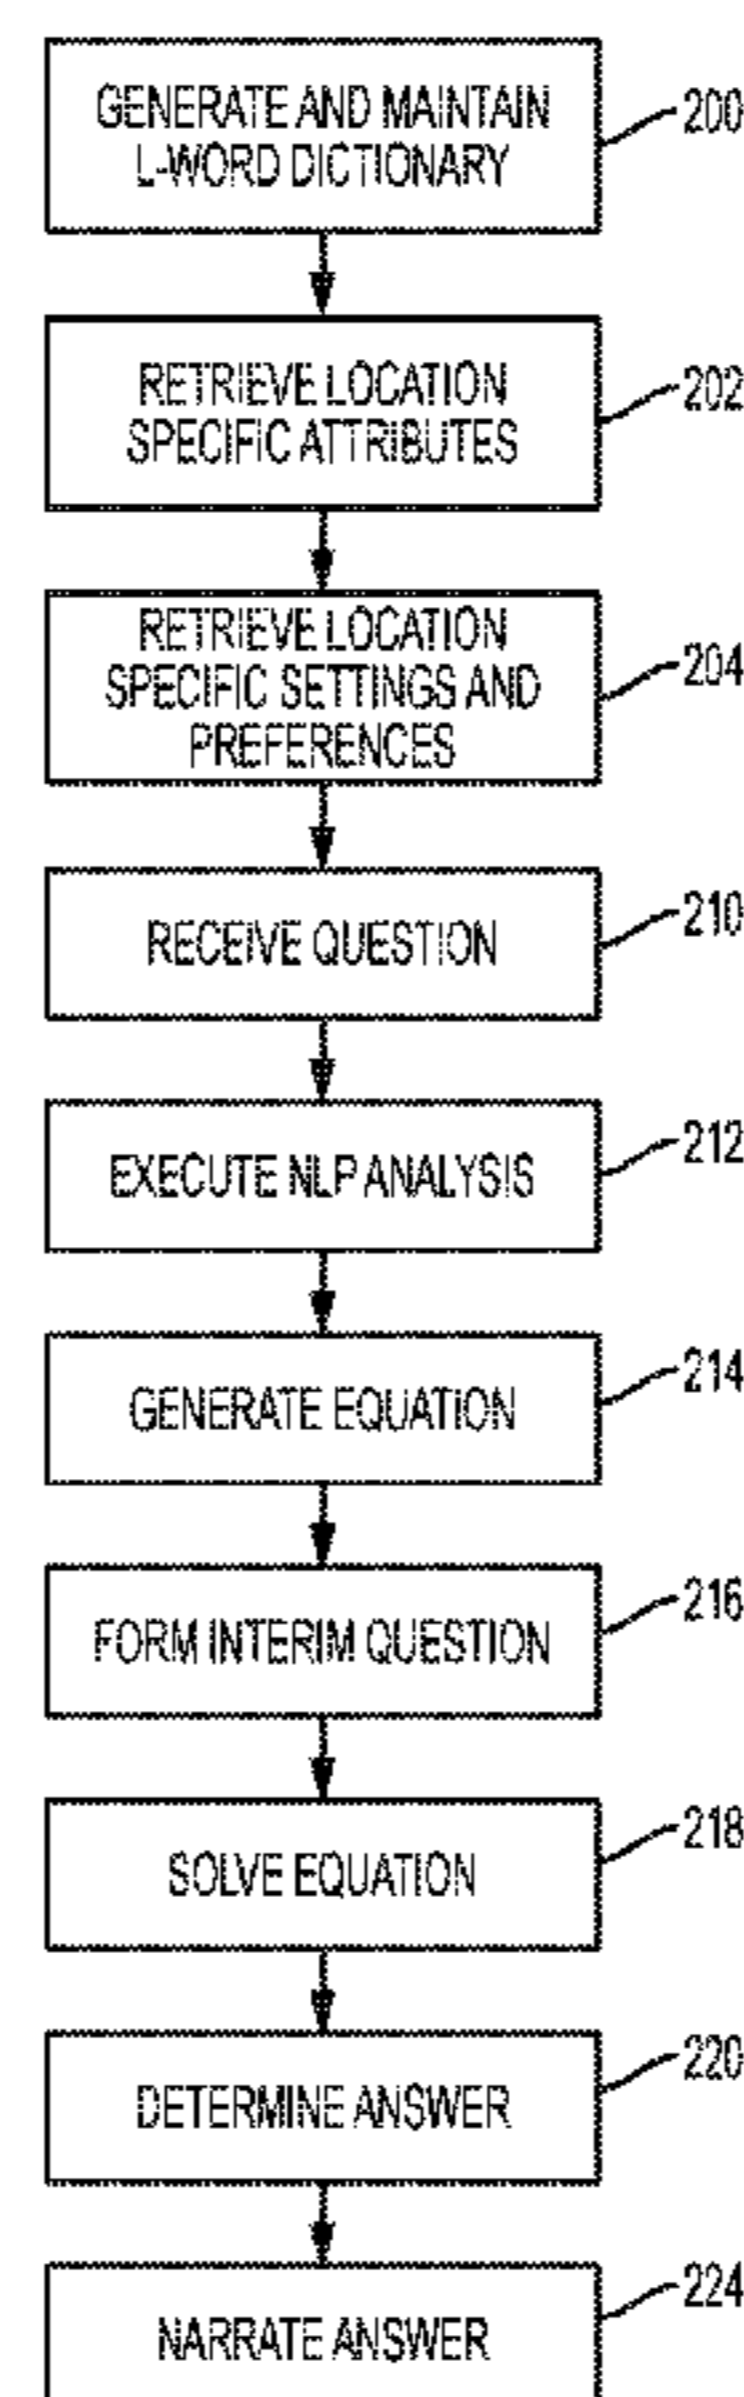 GENERATE AND MAINTAIN
L-WORD DICTIONARY
200
RETRIEVE LOCATION
SPECIFIC ATTRIBUTES
202
RETRIEVE LOCATION
SPECIFIC SETTINGS AND
PREFERENCES
204
RECEIVE QUESTION
210
EXECUTE NLP ANALYSIS
212
GENERATE EQUATION
214
FORM INTERIM QUESTION
216
SOLVE EQUATION
218
DETERMINE ANSWER
220
NARRATE ANSWER
224